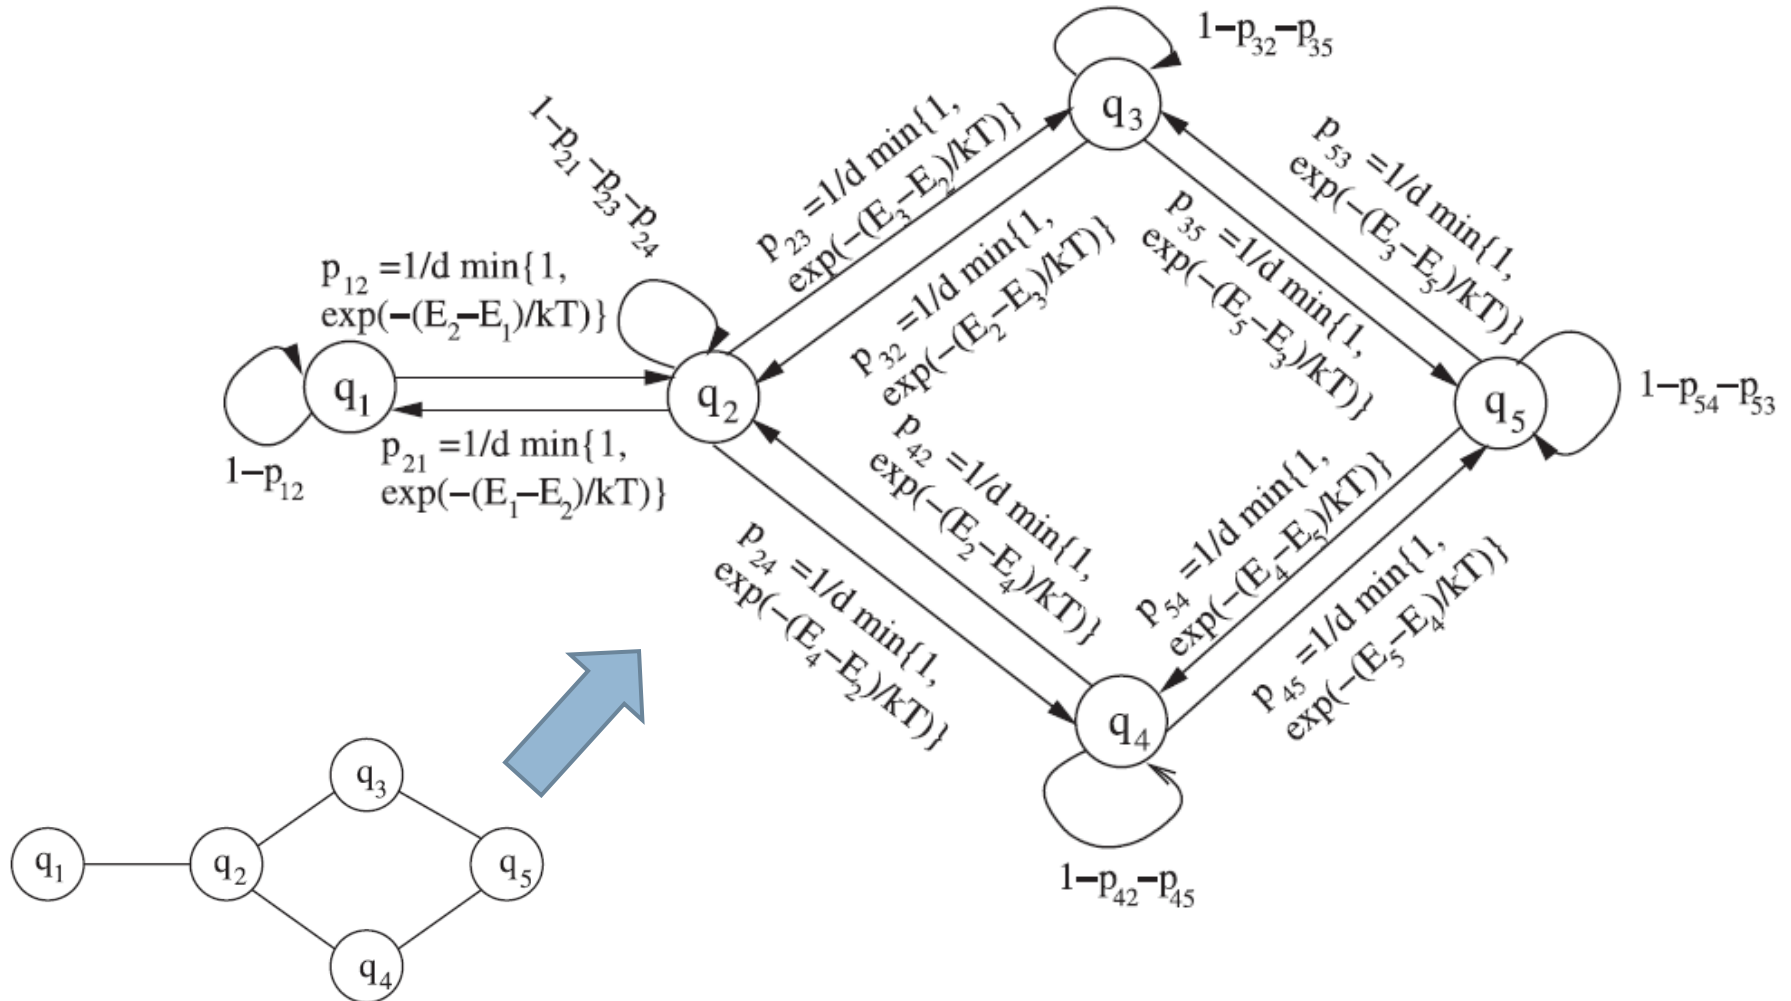 1−p₃₂−p₃₅
q₃
1−p₂₁−p₂₃−p₂₄
p₂₃ =1/d min{1,
exp(−(E₃−E₂)/kT)}
p₅₃ =1/d min{1,
exp(−(E₃−E₅)/kT)}
p₃₂ =1/d min{1,
exp(−(E₂−E₃)/kT)}
p₃₅ =1/d min{1,
exp(−(E₅−E₃)/kT)}
p₁₂ =1/d min{1,
exp(−(E₂−E₁)/kT)}
q₁
q₂
q₅
1−p₅₄−p₅₃
1−p₁₂
p₂₁ =1/d min{1,
exp(−(E₁−E₂)/kT)}
p₄₂ =1/d min{1,
exp(−(E₂−E₄)/kT)}
p₅₄ =1/d min{1,
exp(−(E₄−E₅)/kT)}
p₂₄ =1/d min{1,
exp(−(E₄−E₂)/kT)}
p₄₅ =1/d min{1,
exp(−(E₅−E₄)/kT)}
q₄
1−p₄₂−p₄₅
q₃
q₁
q₂
q₅
q₄